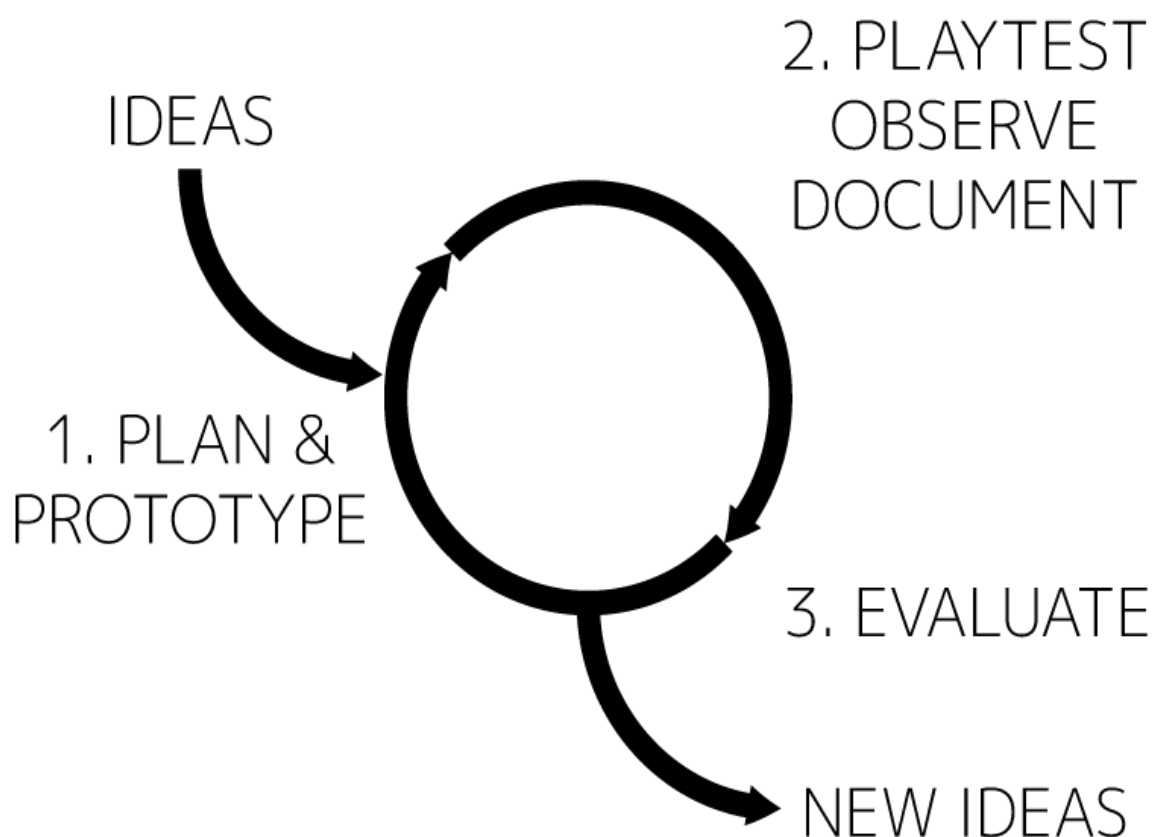 IDEAS
1. PLAN &
PROTOTYPE
2. PLAYTEST
OBSERVE
DOCUMENT
3. EVALUATE
NEW IDEAS